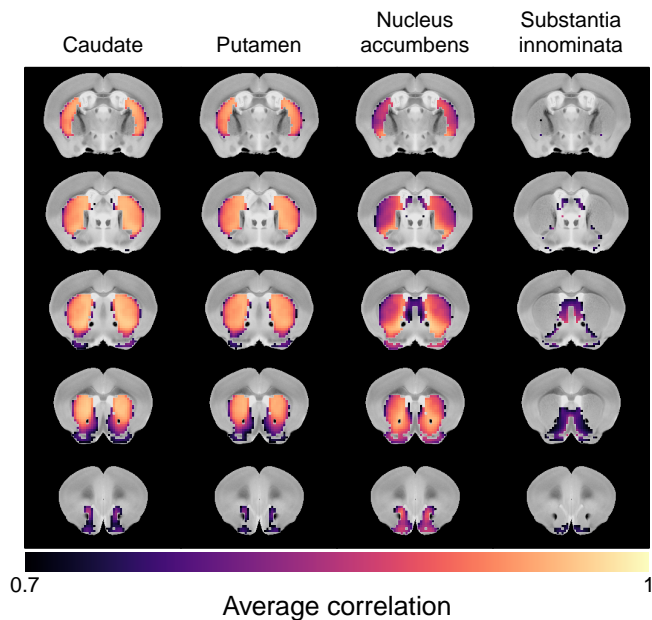 Caudate
Putamen
Nucleus
accumbens
Substantia
innominata
0.7
1
Average correlation